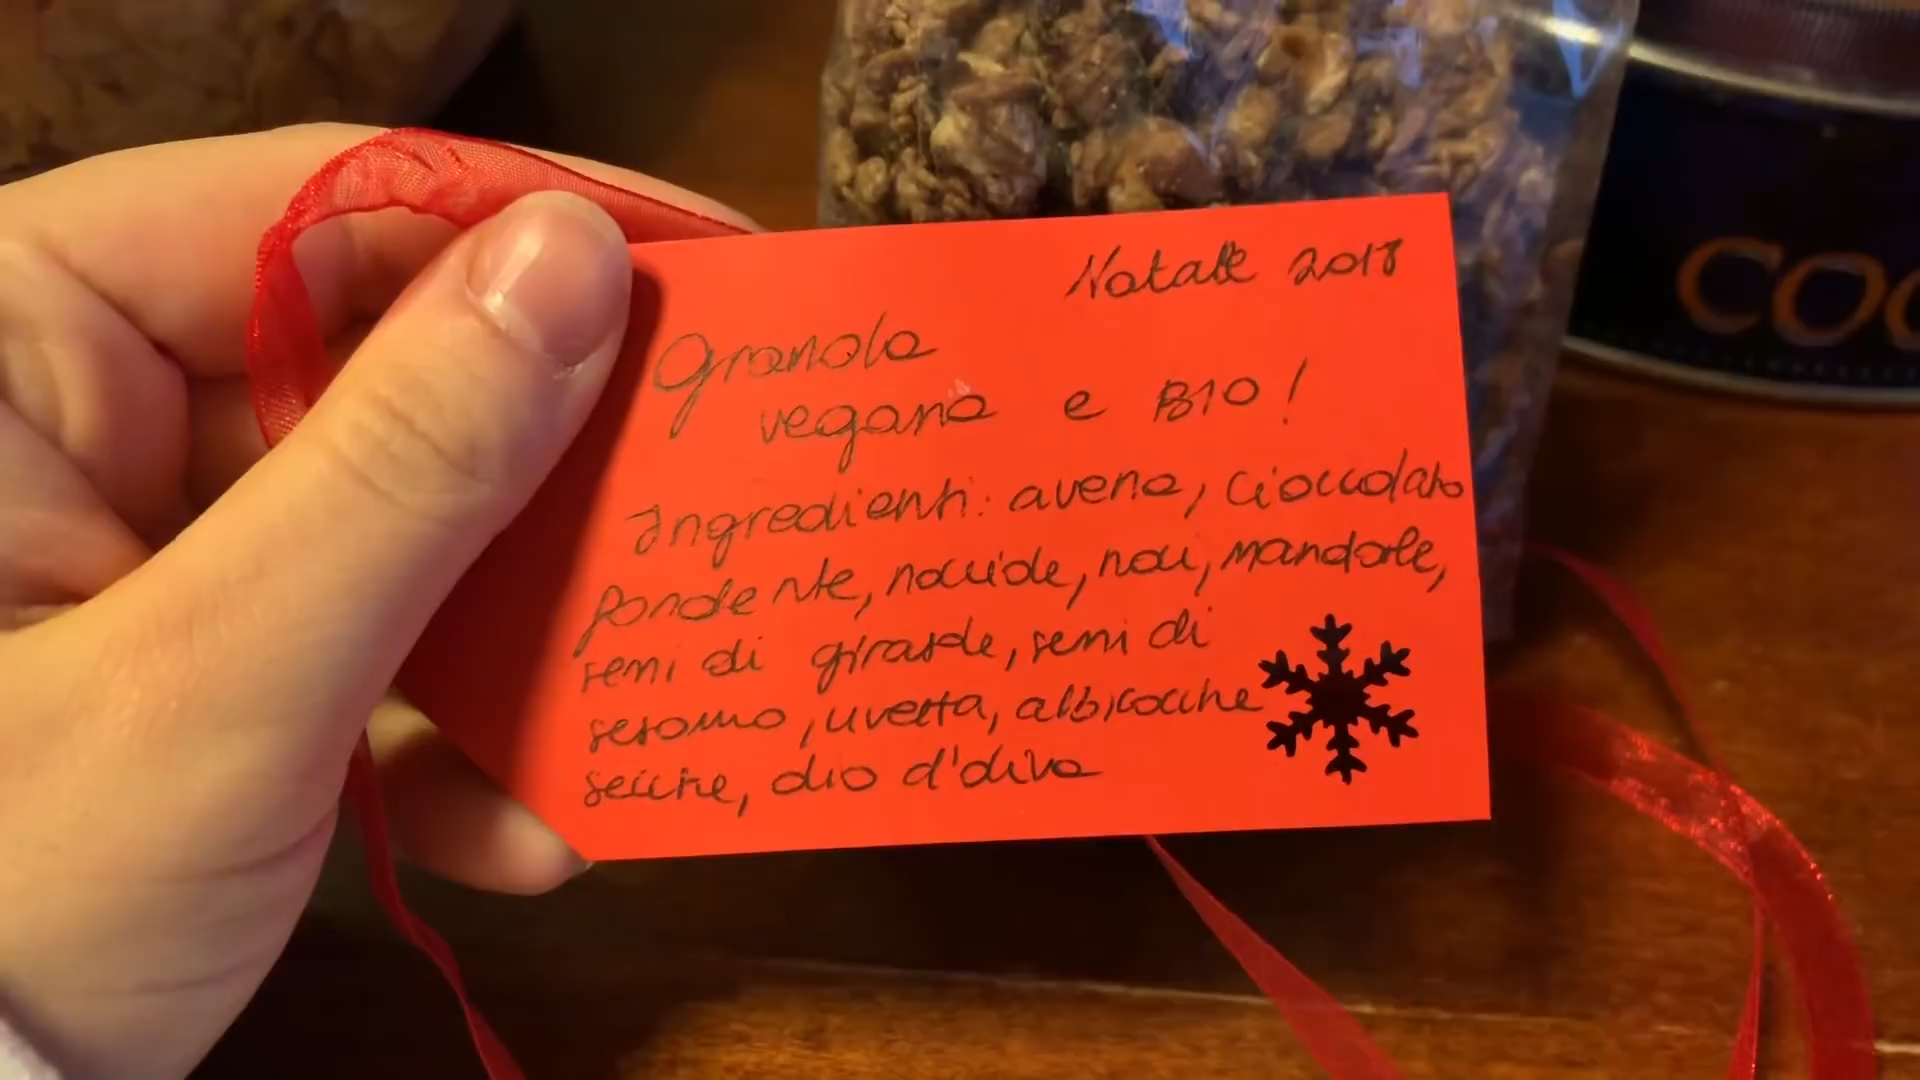 Natale 2018
Granola
vegana e BIO!
Ingredienti: avena, cioccolato
fondente, nocciole, noci, mandorle,
semi di girasole, semi di
sesamo, uvetta, albicocche
secche, olio d'oliva
COO